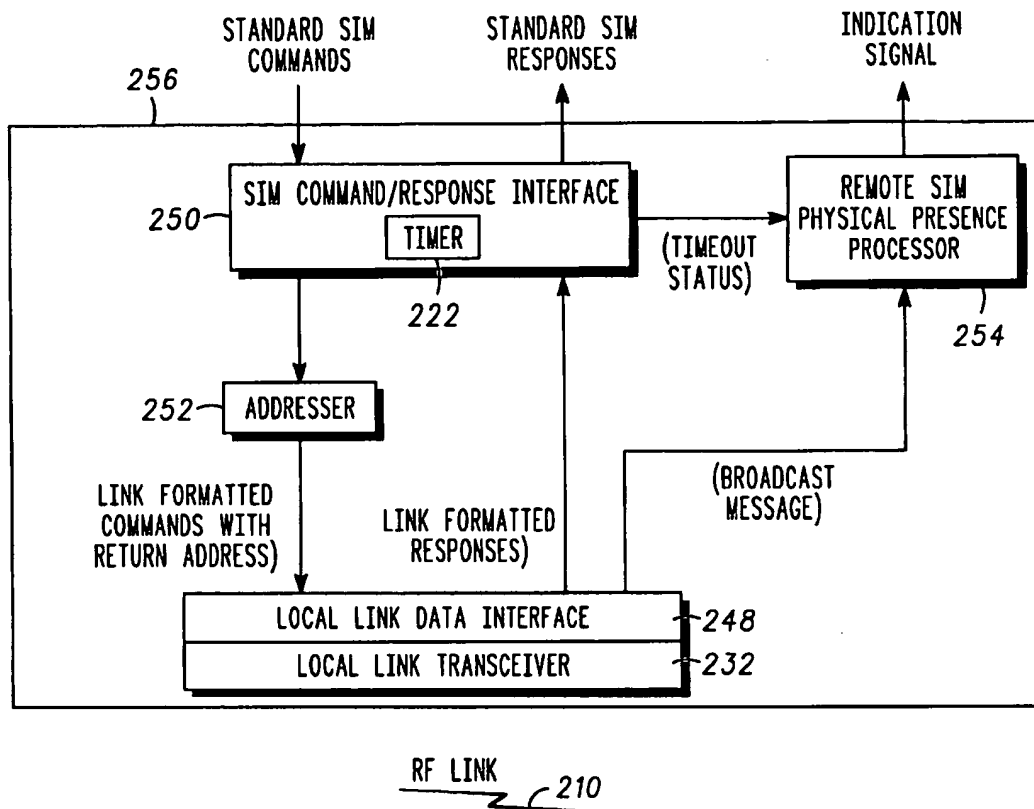 STANDARD SIM
COMMANDS
STANDARD SIM
RESPONSES
INDICATION
SIGNAL
256
SIM COMMAND/RESPONSE INTERFACE
250
TIMER
222
(TIMEOUT
STATUS)
REMOTE SIM
PHYSICAL PRESENCE
PROCESSOR
254
252
ADDRESSER
LINK FORMATTED
COMMANDS WITH
RETURN ADDRESS)
LINK FORMATTED
RESPONSES)
(BROADCAST
MESSAGE)
LOCAL LINK DATA INTERFACE
248
LOCAL LINK TRANSCEIVER
232
RF LINK
210